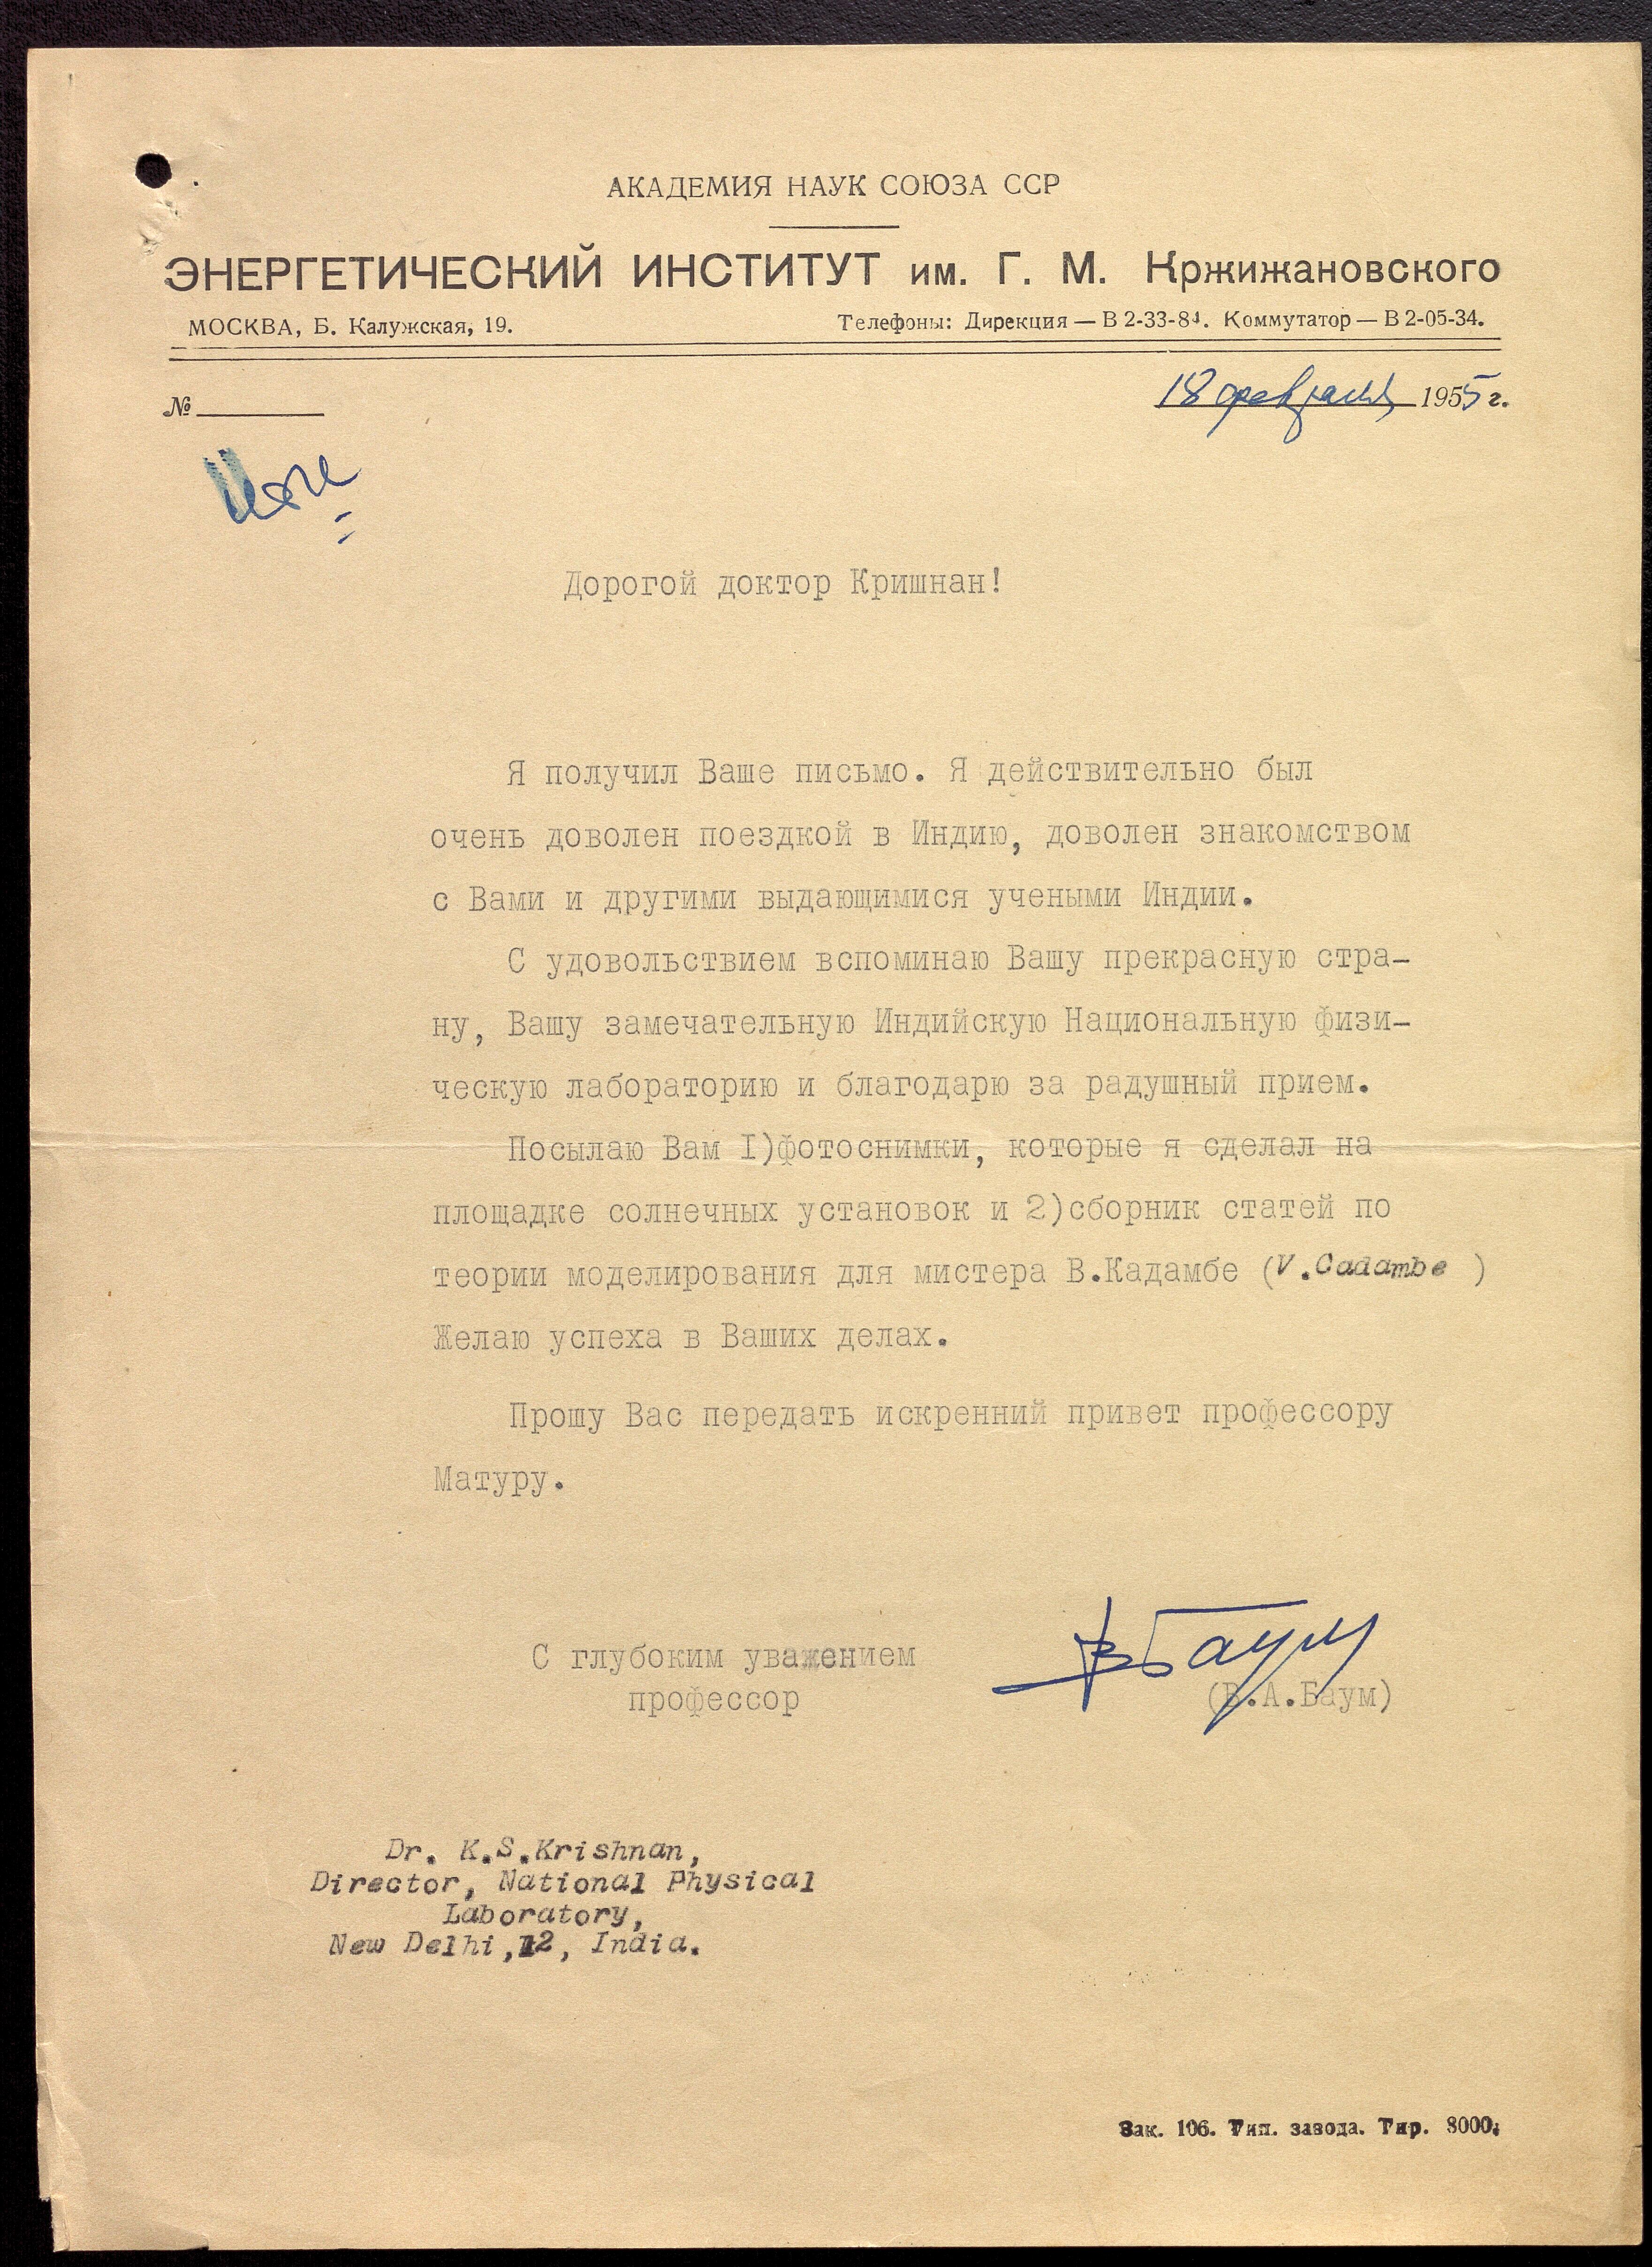 АКАДЕМИЯ НАУК СОЮЗА ССР
ЭНЕРГЕТИЧЕСКИЙ ИНСТИТУТ им. Г. М. Кржижановского
МОСКВА, Б. Калужская, 19.
Телефоны: Дирекция — В 2-33-84. Коммутатор — В 2-05-34.
№
18 февраля 1955 г.
Дорогой доктор Кришнан!
Я получил Ваше письмо. Я действительно был
очень доволен поездкой в Индию, доволен знакомством
с Вами и другими выдающимися учеными Индии.
С удовольствием вспоминаю Вашу прекрасную стра-
ну, Вашу замечательную Индийскую Национальную физи-
ческую лабораторию и благодарю за радушный прием.
Посылаю Вам I)фотоснимки, которые я сделал на
площадке солнечных установок и 2)сборник статей по
теории моделирования для мистера В.Кадамбе (V.Cadambe )
Желаю успеха в Ваших делах.
Прошу Вас передать искренний привет профессору
Матуру.
С глубоким уважением
профессор
ВБаум
(В.А.Баум)
Dr. K.S.Krishnan,
Director, National Physical
Laboratory,
New Delhi,12, India.
Зак. 106. Тип. завода. Тир. 8000.